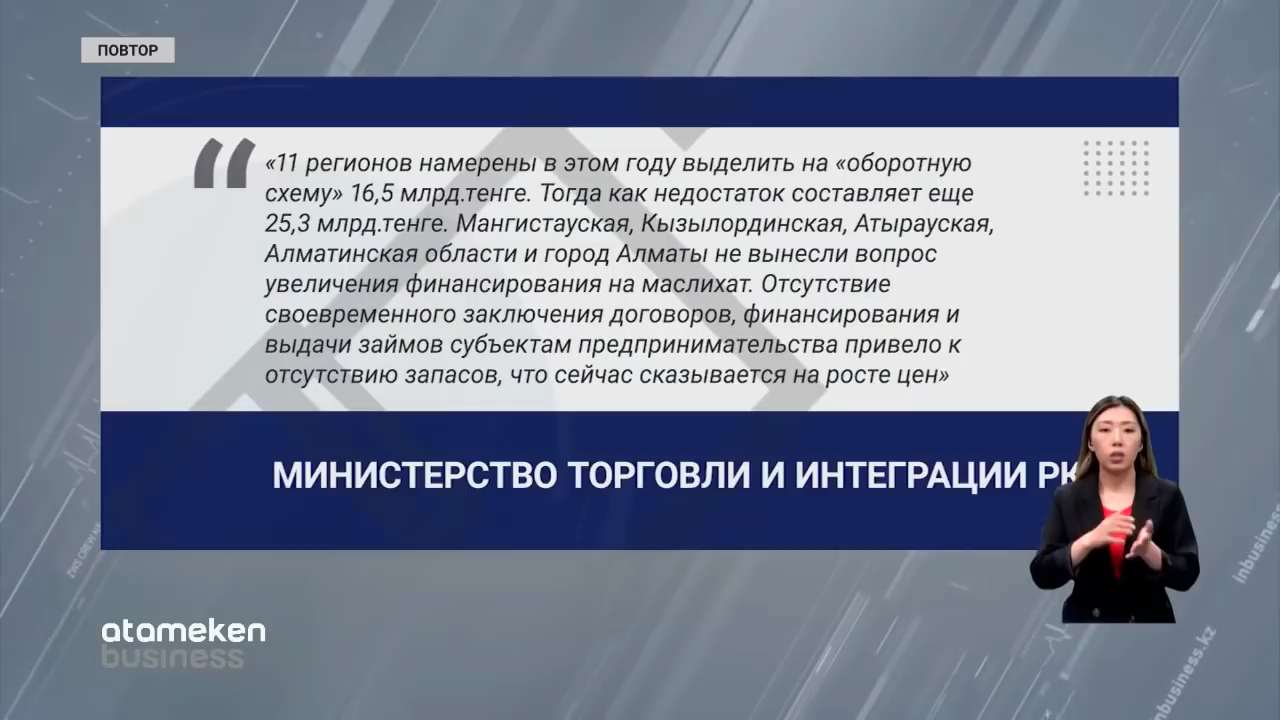 ПОВТОР
«11 регионов намерены в этом году выделить на «оборотную
схему» 16,5 млрд.тенге. Тогда как недостаток составляет еще
25,3 млрд.тенге. Мангистауская, Кызылординская, Атырауская,
Алматинская области и город Алматы не вынесли вопрос
увеличения финансирования на маслихат. Отсутствие
своевременного заключения договоров, финансирования и
выдачи займов субъектам предпринимательства привело к
отсутствию запасов, что сейчас сказывается на росте цен»
МИНИСТЕРСТВО ТОРГОВЛИ И ИНТЕГРАЦИИ РК
atameken
business
inbusiness
business.kz